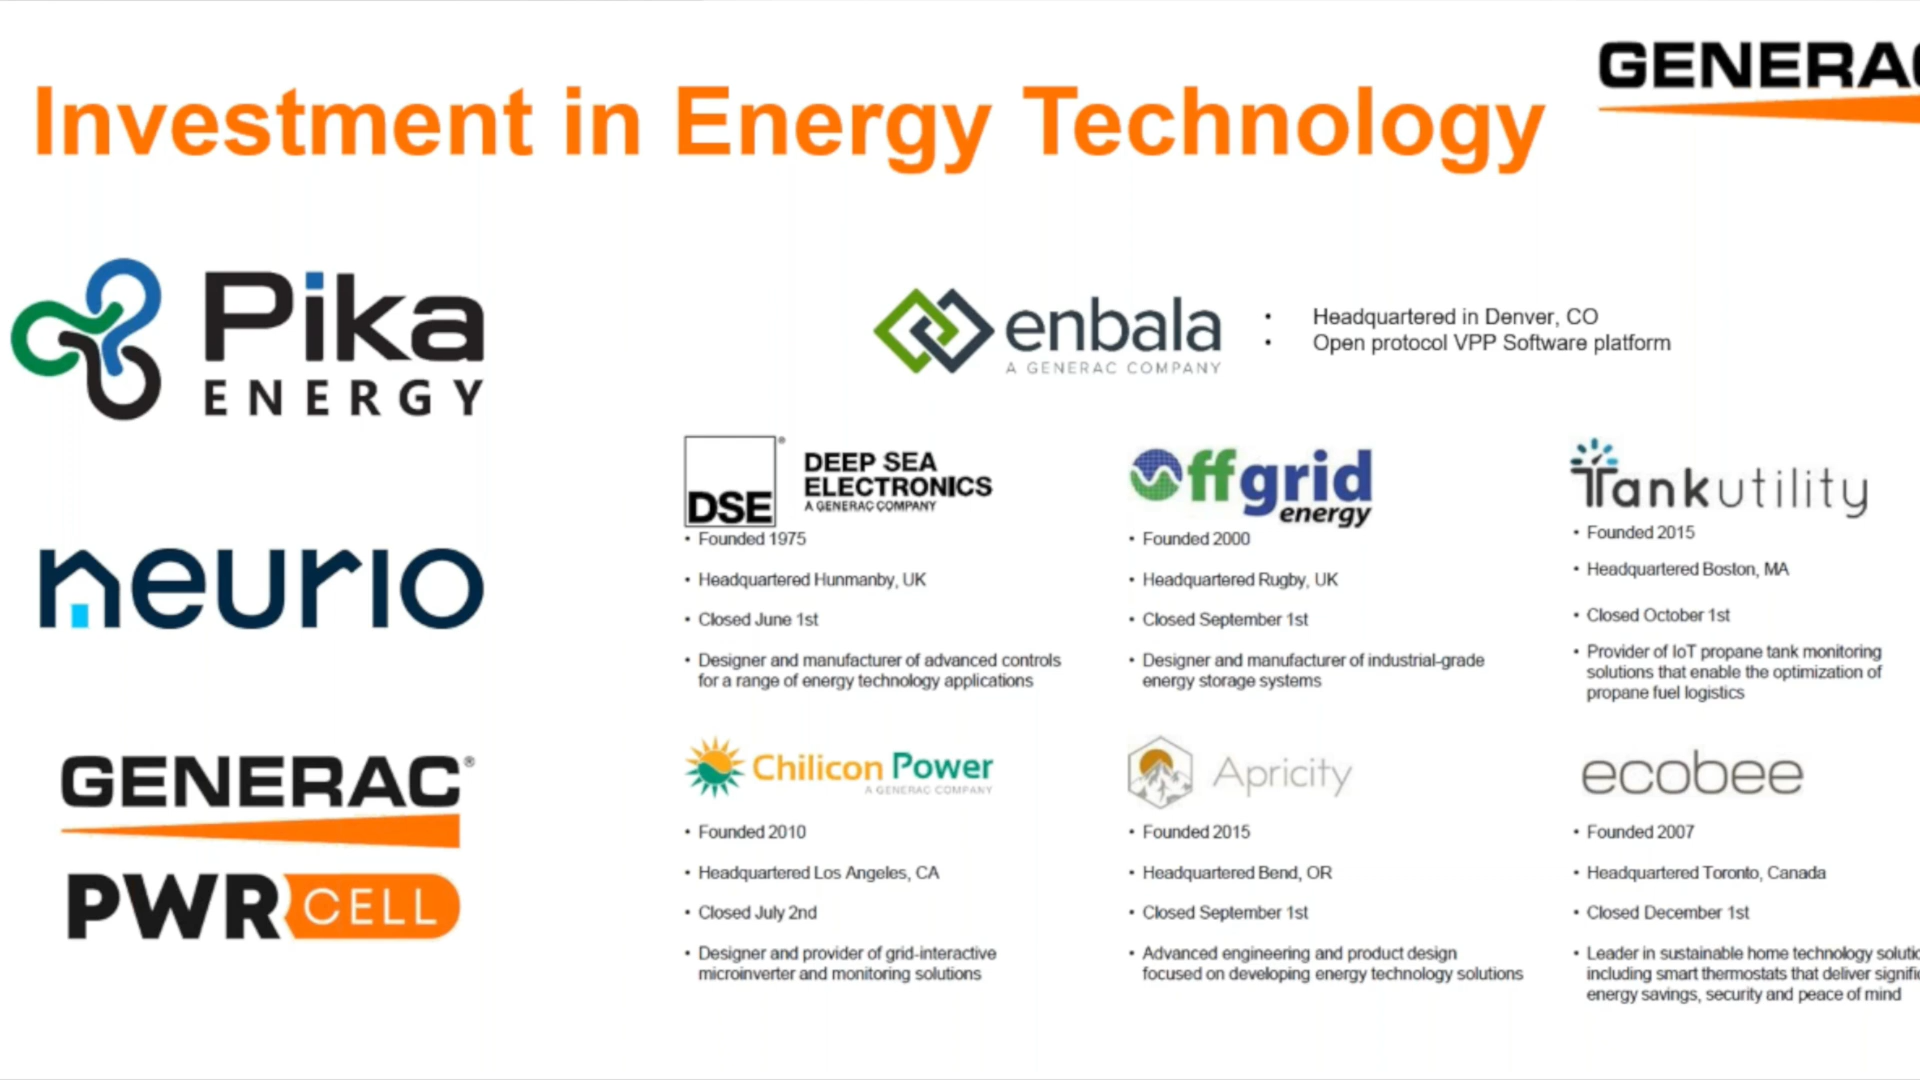 GENERAC
Investment in Energy Technology
Pika
ENERGY
enbala
A GENERAC COMPANY
• Headquartered in Denver, CO
• Open protocol VPP Software platform
neurio
GENERAC®
PWR CELL
DSE®
DEEP SEA
ELECTRONICS
A GENERAC COMPANY
• Founded 1975
• Headquartered Hunmanby, UK
• Closed June 1st
• Designer and manufacturer of advanced controls
for a range of energy technology applications
Offgrid
energy
• Founded 2000
• Headquartered Rugby, UK
• Closed September 1st
• Designer and manufacturer of industrial-grade
energy storage systems
Tankutility
• Founded 2015
• Headquartered Boston, MA
• Closed October 1st
• Provider of IoT propane tank monitoring
solutions that enable the optimization of
propane fuel logistics
Chilicon Power
A GENERAC COMPANY
• Founded 2010
• Headquartered Los Angeles, CA
• Closed July 2nd
• Designer and provider of grid-interactive
microinverter and monitoring solutions
Apricity
• Founded 2015
• Headquartered Bend, OR
• Closed September 1st
• Advanced engineering and product design
focused on developing energy technology solutions
ecobee
• Founded 2007
• Headquartered Toronto, Canada
• Closed December 1st
• Leader in sustainable home technology solutic
including smart thermostats that deliver signific
energy savings, security and peace of mind